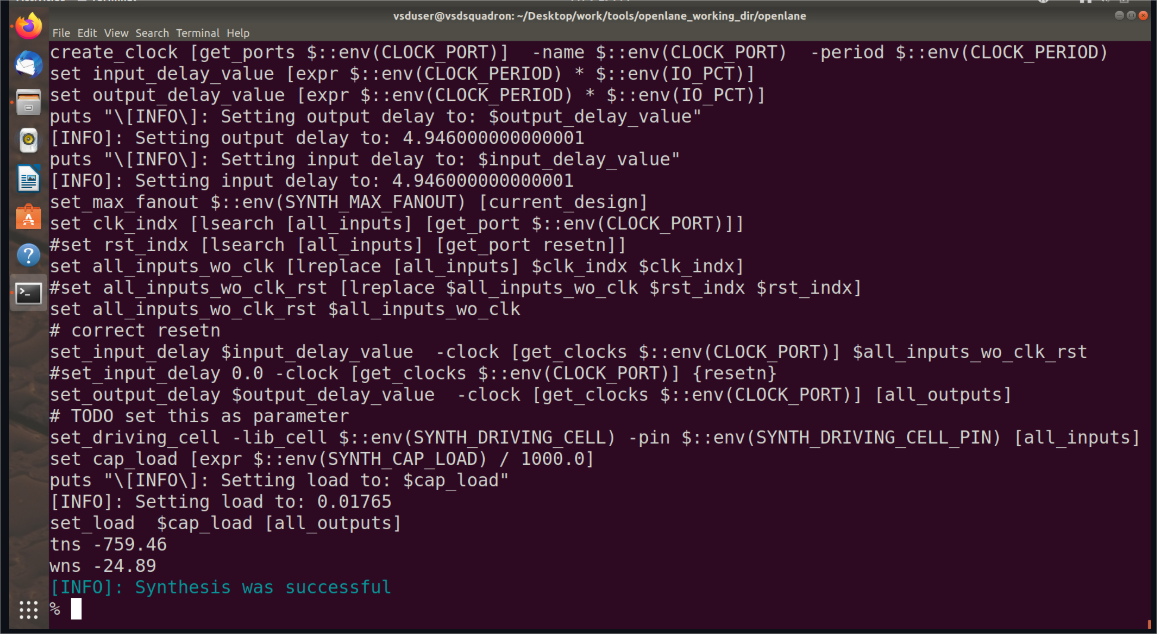 vsduser@vsdsquadron: ~/Desktop/work/tools/openlane_working_dir/openlane
File Edit View Search Terminal Help
create_clock [get_ports $::env(CLOCK_PORT)]  -name $::env(CLOCK_PORT)  -period $::env(CLOCK_PERIOD)
set input_delay_value [expr $::env(CLOCK_PERIOD) * $::env(IO_PCT)]
set output_delay_value [expr $::env(CLOCK_PERIOD) * $::env(IO_PCT)]
puts "\[INFO\]: Setting output delay to: $output_delay_value"
[INFO]: Setting output delay to: 4.946000000000001
puts "\[INFO\]: Setting input delay to: $input_delay_value"
[INFO]: Setting input delay to: 4.946000000000001
set_max_fanout $::env(SYNTH_MAX_FANOUT) [current_design]
set clk_indx [lsearch [all_inputs] [get_port $::env(CLOCK_PORT)]]
#set rst_indx [lsearch [all_inputs] [get_port resetn]]
set all_inputs_wo_clk [lreplace [all_inputs] $clk_indx $clk_indx]
#set all_inputs_wo_clk_rst [lreplace $all_inputs_wo_clk $rst_indx $rst_indx]
set all_inputs_wo_clk_rst $all_inputs_wo_clk
# correct resetn
set_input_delay $input_delay_value  -clock [get_clocks $::env(CLOCK_PORT)] $all_inputs_wo_clk_rst
#set_input_delay 0.0 -clock [get_clocks $::env(CLOCK_PORT)] {resetn}
set_output_delay $output_delay_value  -clock [get_clocks $::env(CLOCK_PORT)] [all_outputs]
# TODO set this as parameter
set_driving_cell -lib_cell $::env(SYNTH_DRIVING_CELL) -pin $::env(SYNTH_DRIVING_CELL_PIN) [all_inputs]
set cap_load [expr $::env(SYNTH_CAP_LOAD) / 1000.0]
puts "\[INFO\]: Setting load to: $cap_load"
[INFO]: Setting load to: 0.01765
set_load  $cap_load [all_outputs]
tns -759.46
wns -24.89
[INFO]: Synthesis was successful
%